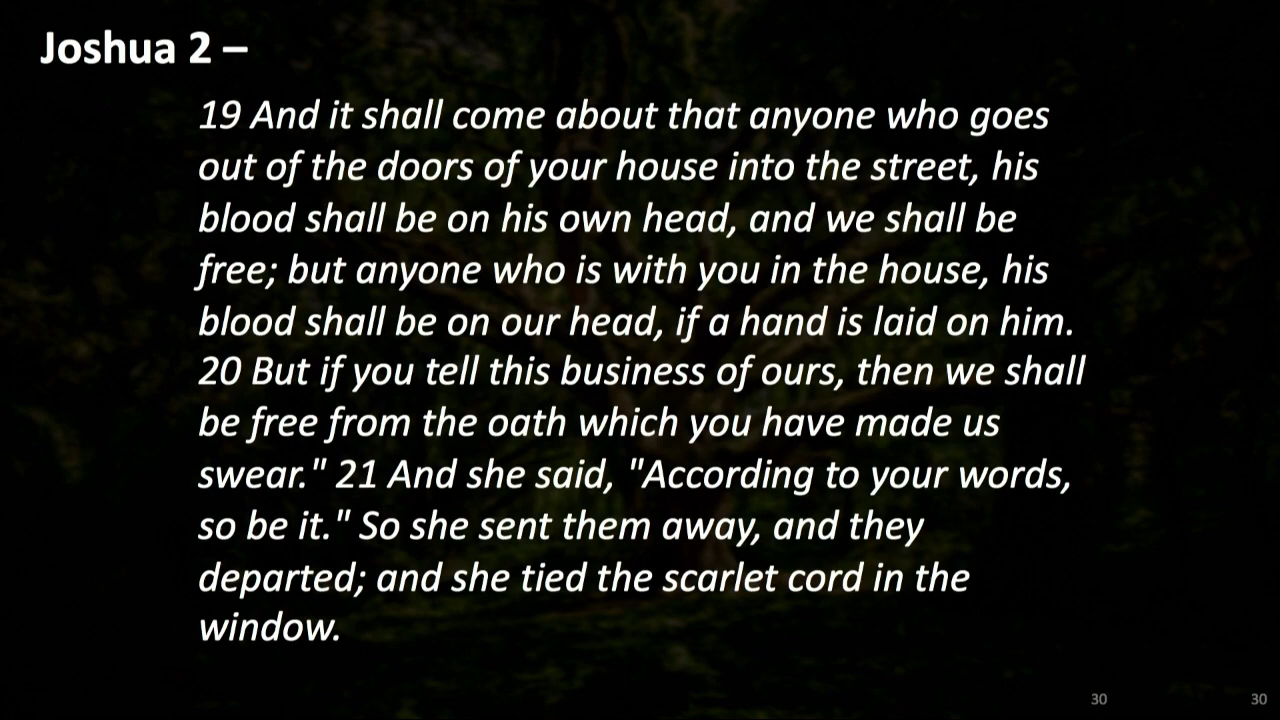 Joshua 2 –
19 And it shall come about that anyone who goes
out of the doors of your house into the street, his
blood shall be on his own head, and we shall be
free; but anyone who is with you in the house, his
blood shall be on our head, if a hand is laid on him.
20 But if you tell this business of ours, then we shall
be free from the oath which you have made us
swear." 21 And she said, "According to your words,
so be it." So she sent them away, and they
departed; and she tied the scarlet cord in the
window.
30 30